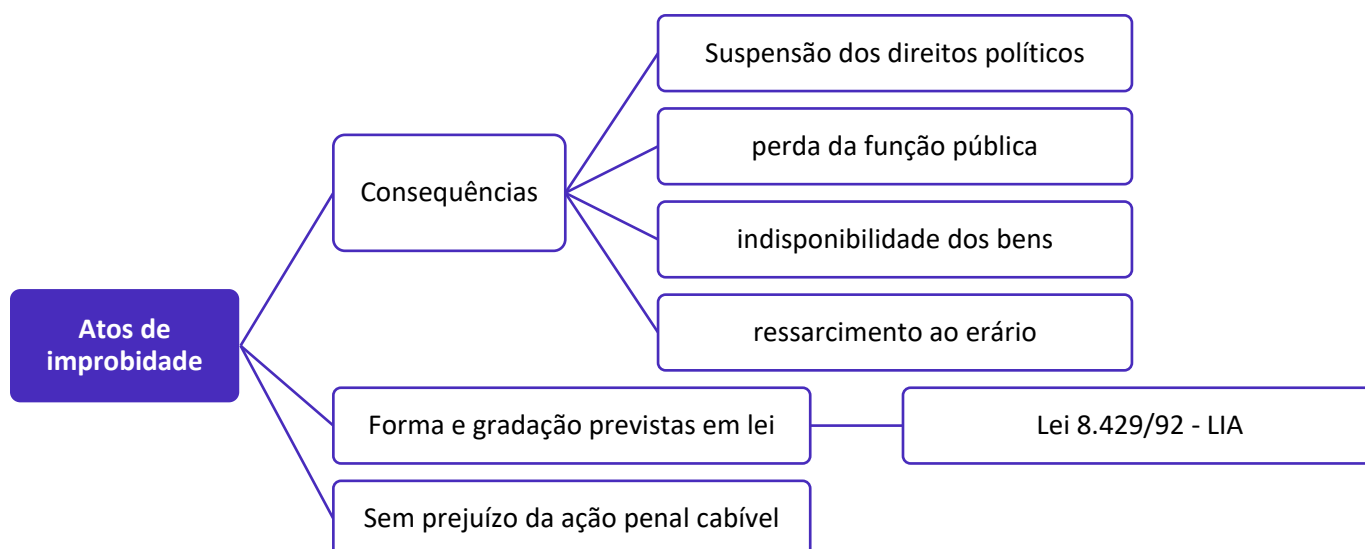 Suspensão dos direitos políticos
perda da função pública
Consequências
indisponibilidade dos bens
ressarcimento ao erário
Atos de
improbidade
Forma e gradação previstas em lei
Lei 8.429/92 - LIA
Sem prejuízo da ação penal cabível